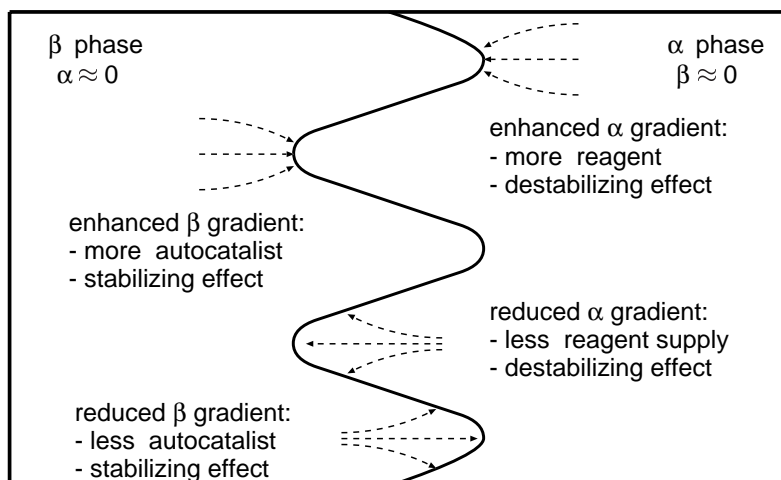 β phase
α ≈ 0
α phase
β ≈ 0
enhanced α gradient:
- more reagent
- destabilizing effect
enhanced β gradient:
- more autocatalist
- stabilizing effect
reduced α gradient:
- less reagent supply
- destabilizing effect
reduced β gradient:
- less autocatalist
- stabilizing effect